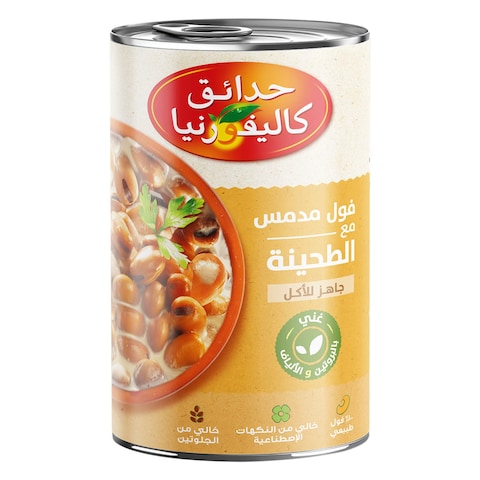 حدائق
كاليفورنيا
فول مدمس
مع
الطحينة
جاهز للأكل
غني
بالبروتين و الألياف
فول
طبيعي
خالي من النكهات
الإصطناعية
خالي من
الجلوتين